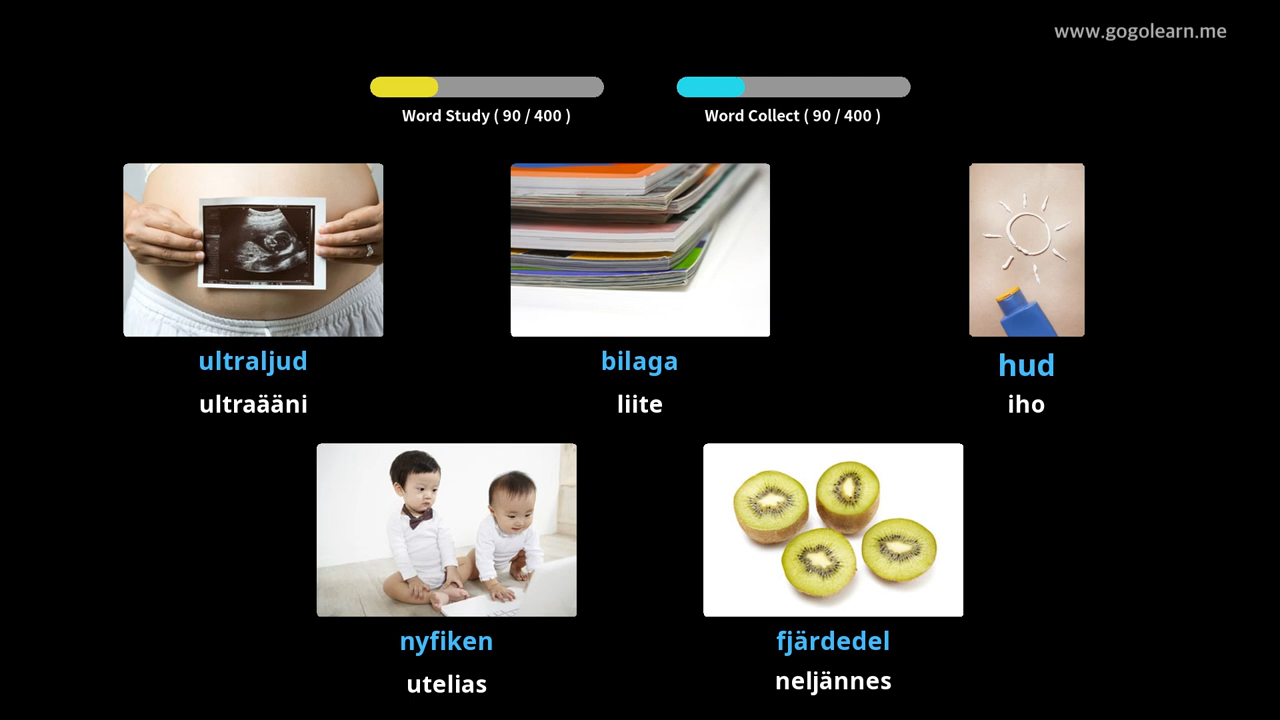 www.gogolearn.me
Word Study ( 90 / 400 )
Word Collect ( 90 / 400 )
ultraljud
ultraääni
bilaga
liite
hud
iho
nyfiken
utelias
fjärdedel
neljännes